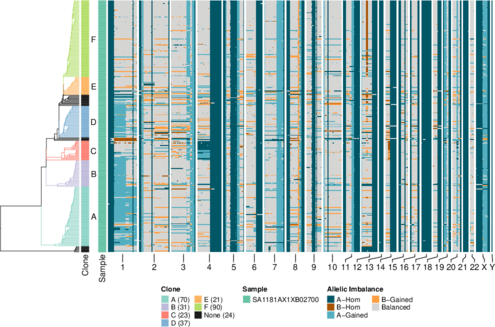 F
E
D
C
B
A
Clone
Sample
1 2 3 4 5 6 7 8 9 10 11 12 13 14 15 16 17 18 19 20 21 22 X Y
Clone Sample Allelic Imbalance
A (70) E (21) SA1181AX1XB02700 A−Hom B−Gained
B (31) F (90) B−Hom Balanced
C (23) None (24) A−Gained
D (37)